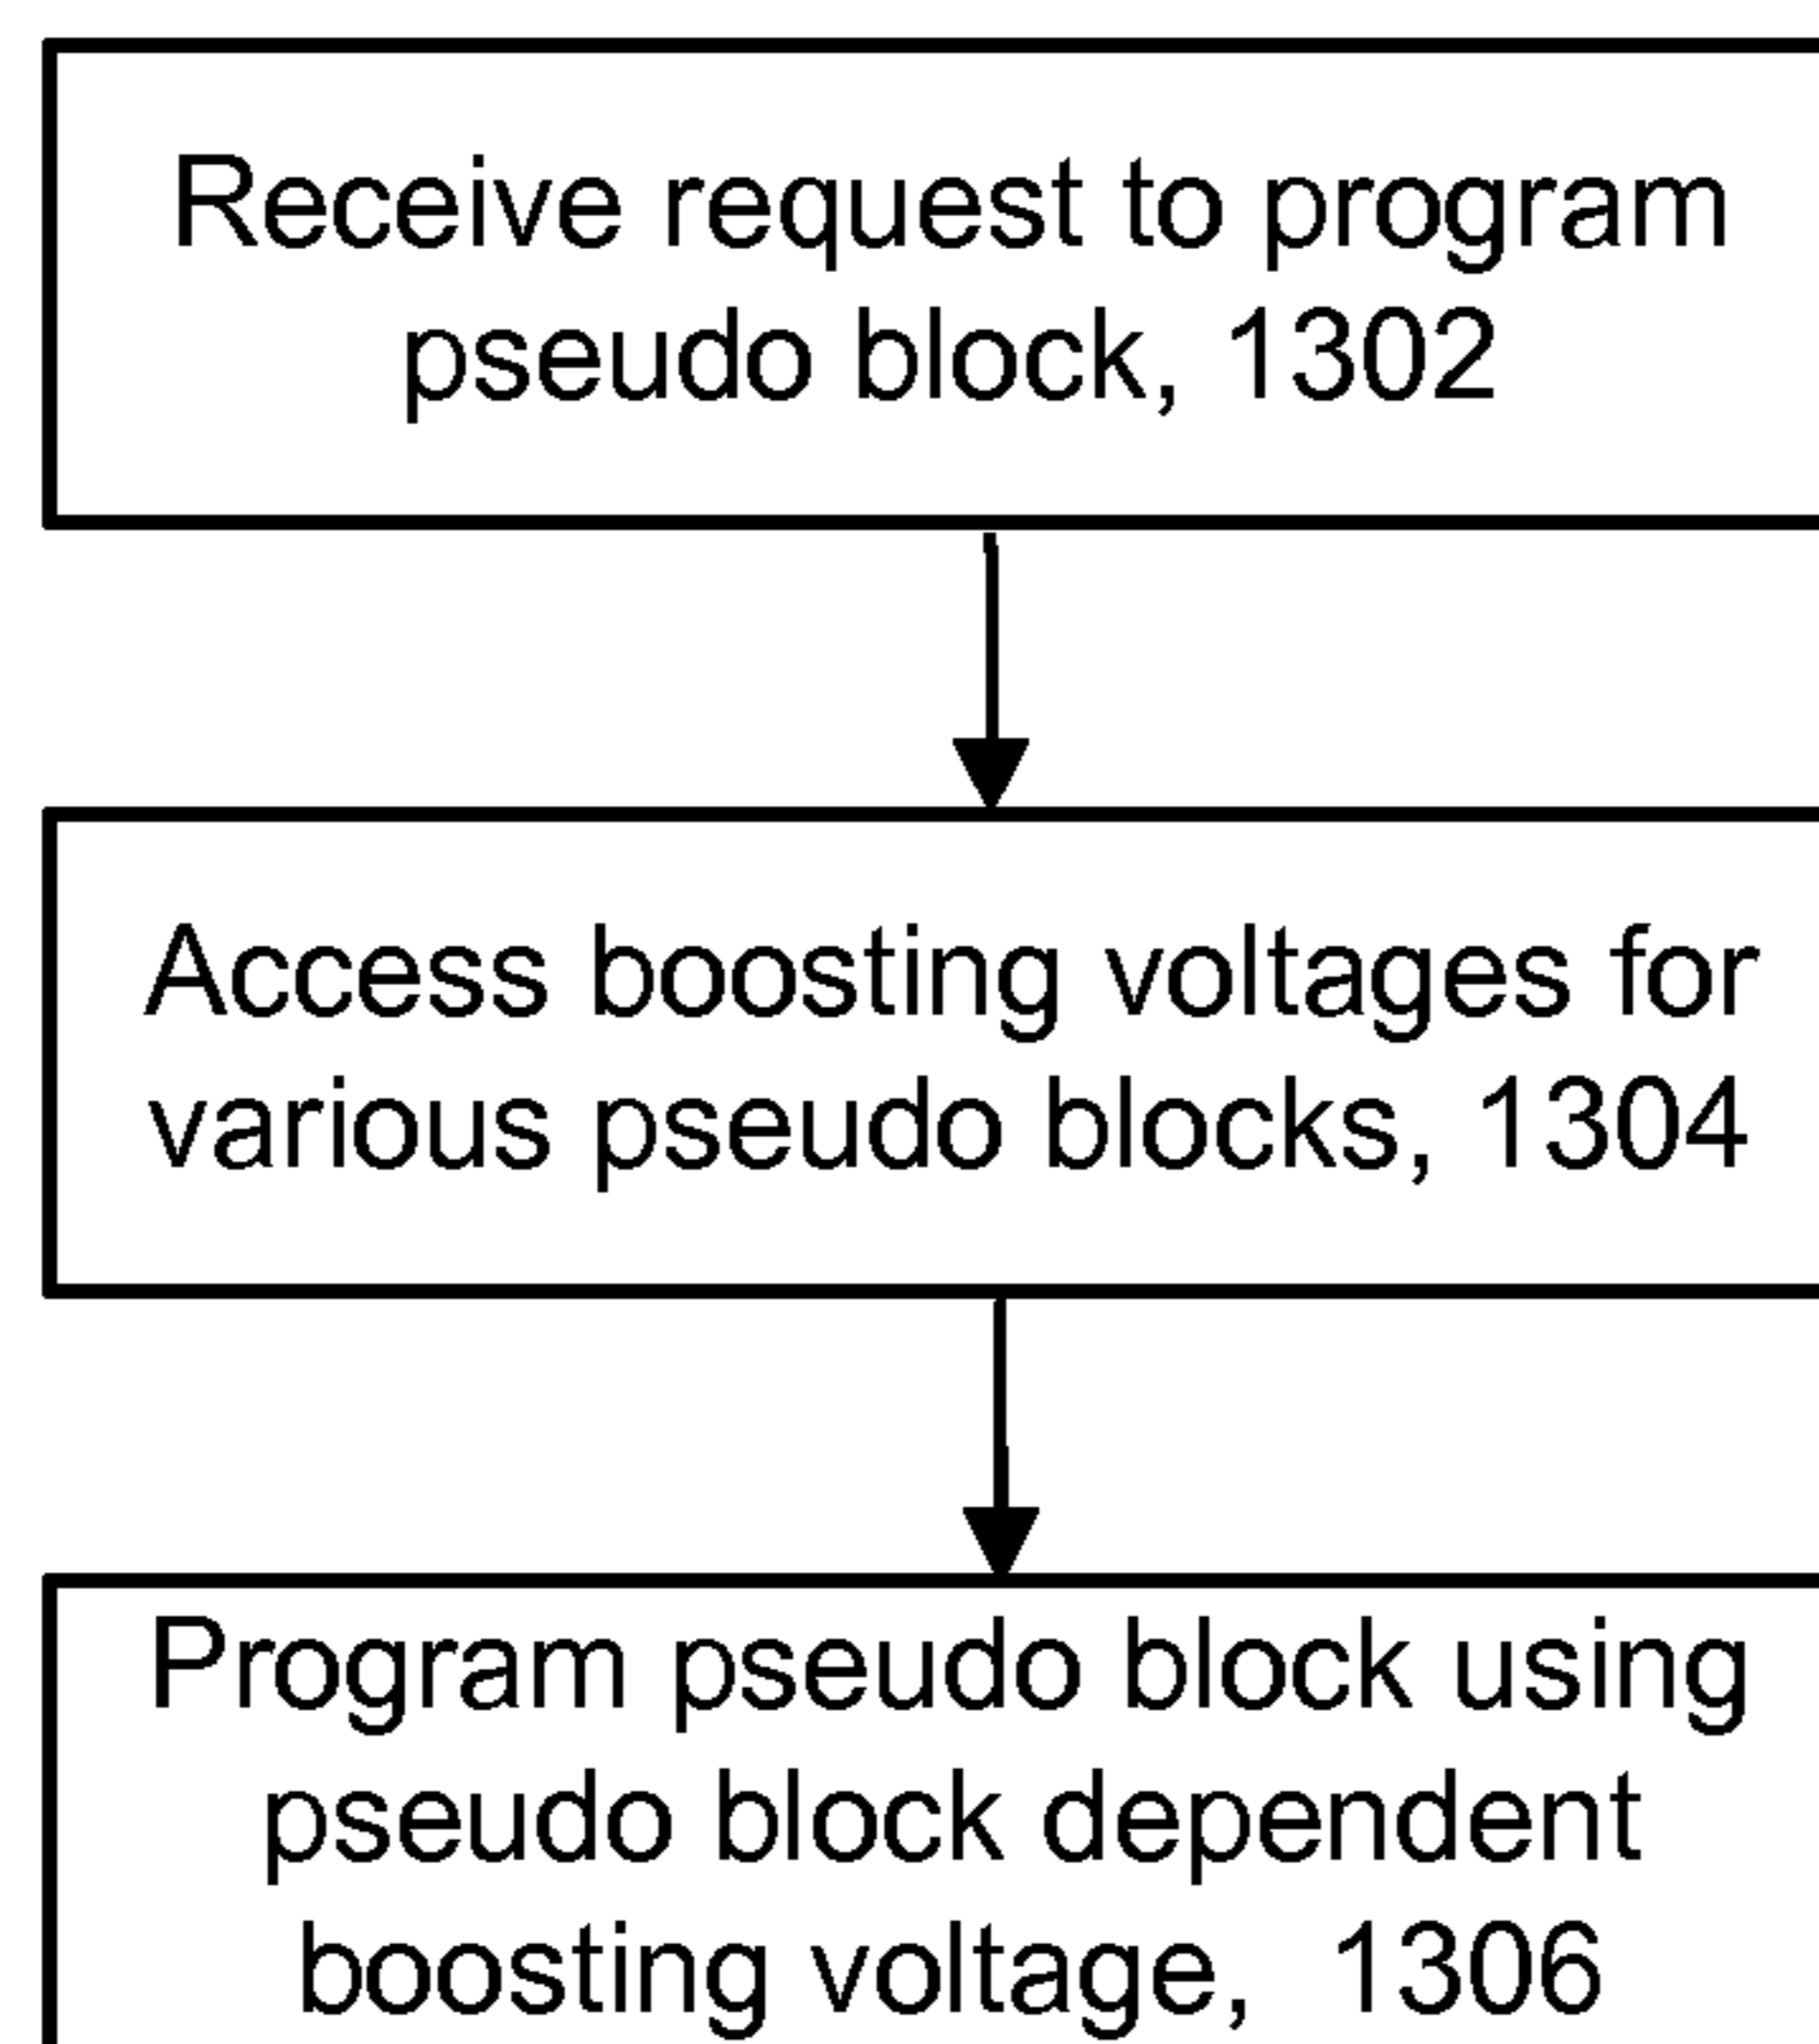 Receive request to program
pseudo block, 1302
Access boosting voltages for
various pseudo blocks, 1304
Program pseudo block using
pseudo block dependent
boosting voltage, 1306